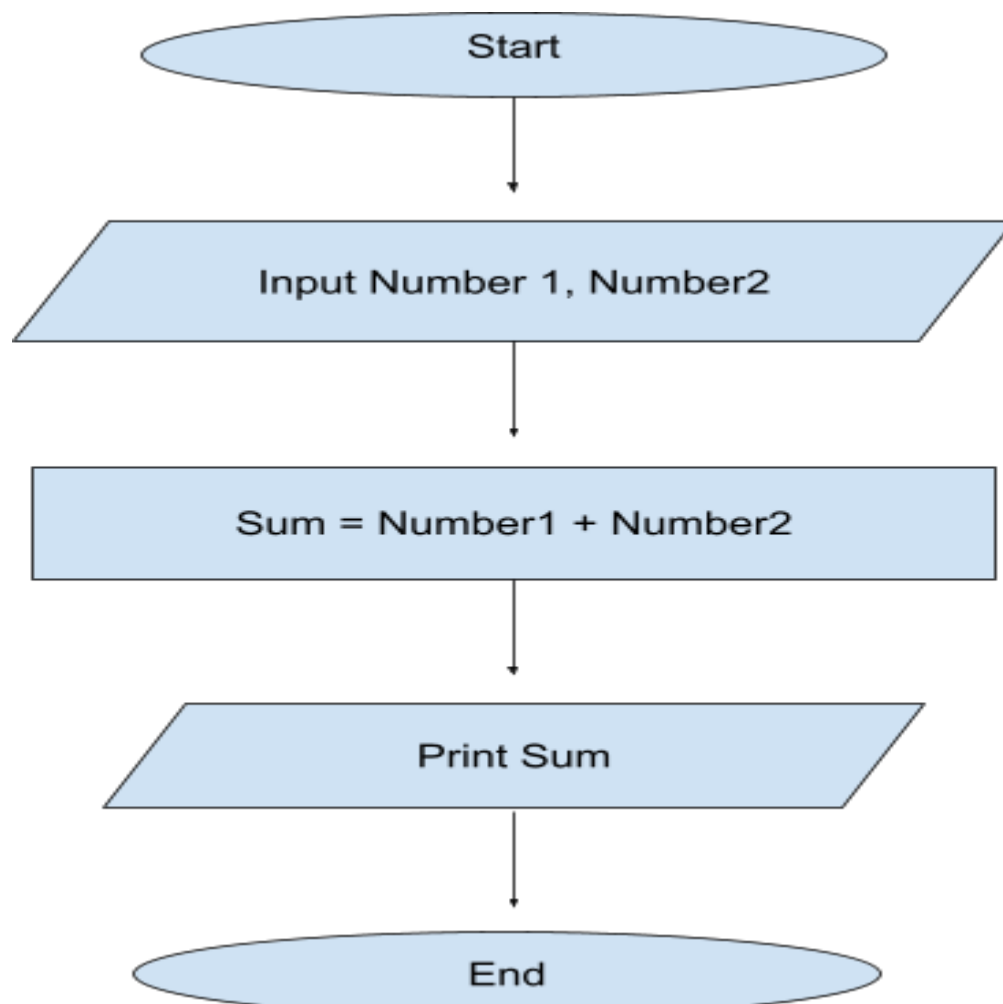 Start
Input Number 1, Number2
Sum = Number1 + Number2
Print Sum
End